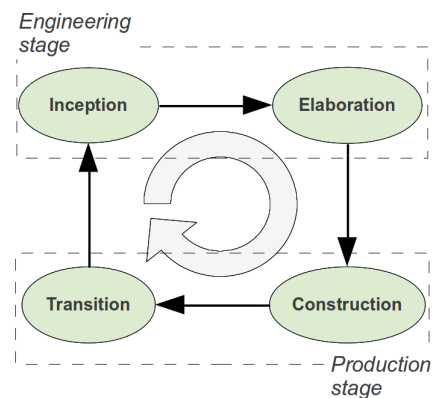 Engineering
stage
Inception
Elaboration
Transition
Construction
Production
stage